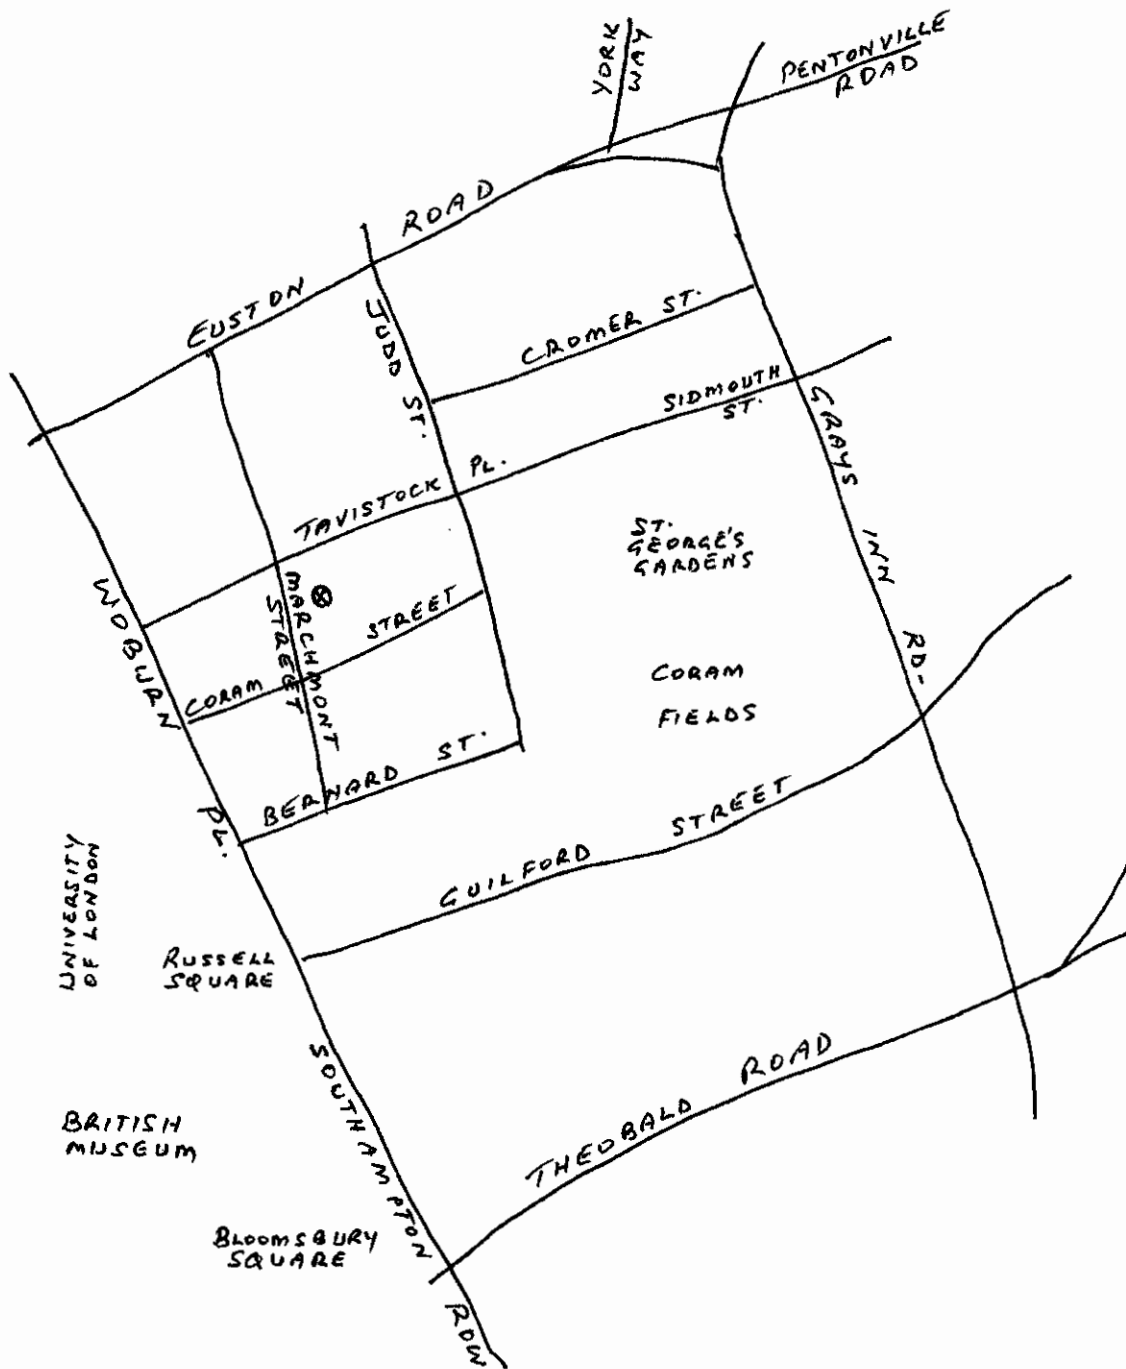 YORK
WAY
PENTONVILLE
ROAD
EUSTON ROAD
JUDD ST.
CROMER ST.
SIDMOUTH
ST.
GRAYS INN RD-
TAVISTOCK PL.
ST.
GEORGE'S
GARDENS
MARCHMONT
STREET
WOBURN PL.
CORAM STREET
CORAM
FIELDS
BERNARD ST.
GUILFORD STREET
UNIVERSITY
OF LONDON
RUSSELL
SQUARE
SOUTHAMPTON ROW
THEOBALD ROAD
BRITISH
MUSEUM
BLOOMSBURY
SQUARE